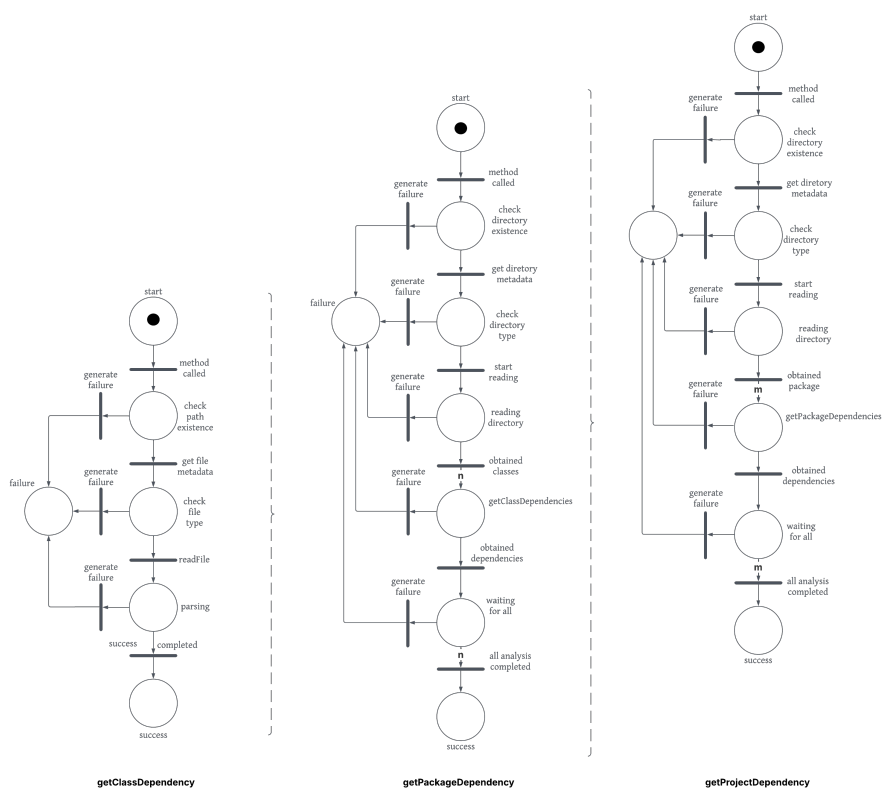 start
method
called
generate
failure
check
path
existence
get file
metadata
failure
generate
failure
check
file
type
readFile
generate
failure
parsing
success
completed
success
getClassDependency
start
method
called
generate
failure
check
directory
existence
get diretory
metadata
failure
generate
failure
check
directory
type
start
reading
generate
failure
reading
directory
obtained
classes
n
generate
failure
getClassDependencies
obtained
dependencies
generate
failure
waiting
for all
n
all analysis
completed
success
getPackageDependency
start
method
called
generate
failure
check
directory
existence
get diretory
metadata
generate
failure
check
directory
type
start
reading
generate
failure
reading
directory
obtained
package
m
generate
failure
getPackageDependencies
obtained
dependencies
generate
failure
waiting
for all
m
all analysis
completed
success
getProjectDependency